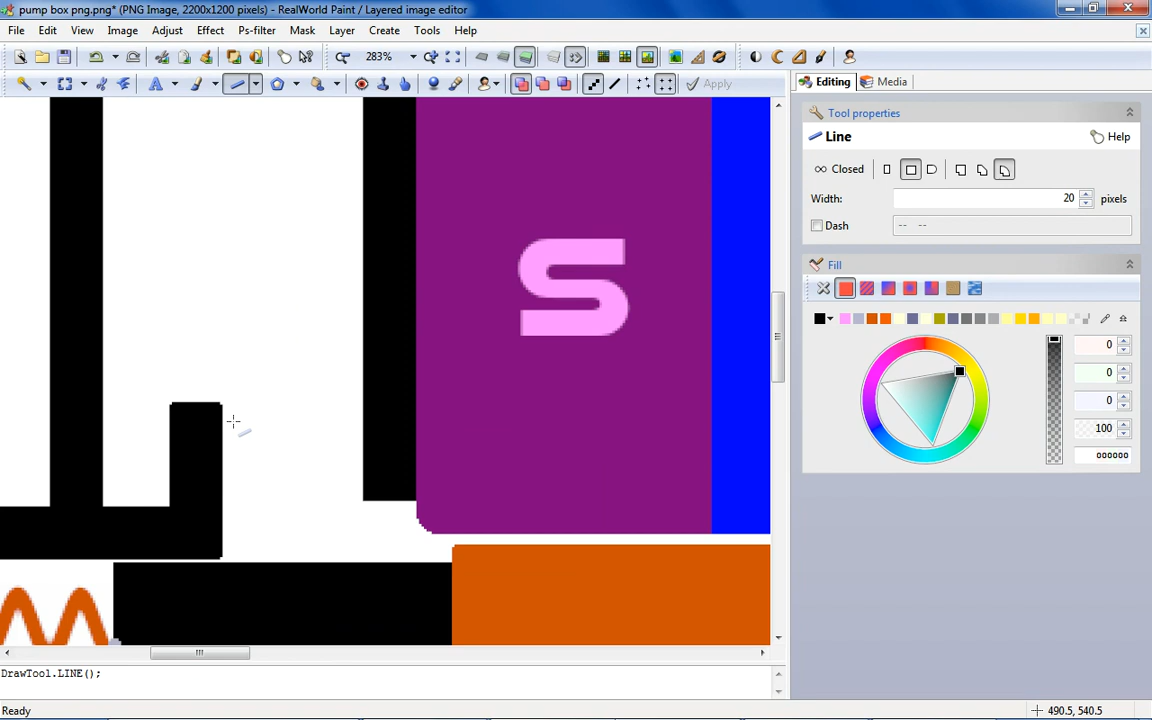 pump box png.png* (PNG Image, 2200x1200 pixels) - RealWorld Paint / Layered image editor
File Edit View Image Adjust Effect Ps-filter Mask Layer Create Tools Help
283%
Apply
Editing Media
Tool properties
Line Help
Closed
Width: 20 pixels
Dash -- --
Fill
S
0
0
0
100
000000
DrawTool.LINE();
Ready 490.5, 540.5